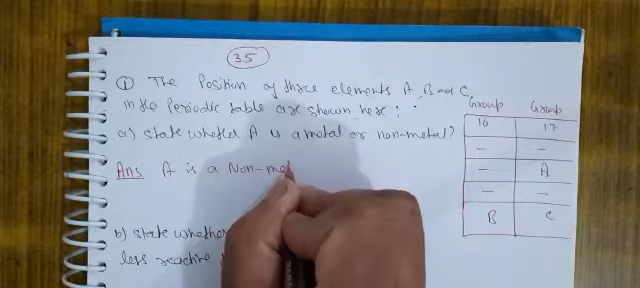 35
① The Position of three elements A, B and C
in the Periodic table are shown here:
a) state whether A is a metal or non-metal?
Ans A is a Non-met
b) state whether
less reactive
Group Group
16 17
- -
- A
- -
B C